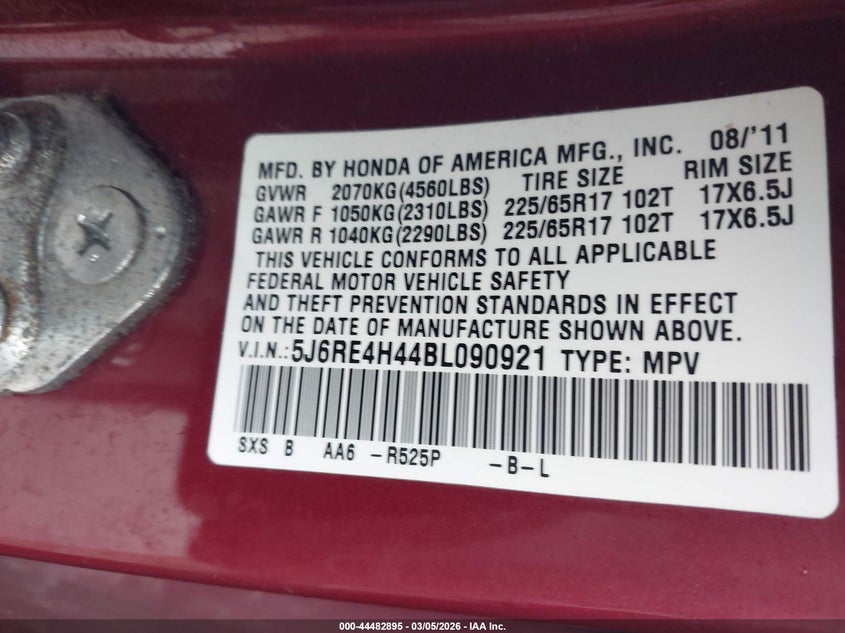 MFD. BY HONDA OF AMERICA MFG., INC. 08/'11
GVWR 2070KG(4560LBS) TIRE SIZE RIM SIZE
GAWR F 1050KG(2310LBS) 225/65R17 102T 17X6.5J
GAWR R 1040KG(2290LBS) 225/65R17 102T 17X6.5J
THIS VEHICLE CONFORMS TO ALL APPLICABLE
FEDERAL MOTOR VEHICLE SAFETY
AND THEFT PREVENTION STANDARDS IN EFFECT
ON THE DATE OF MANUFACTURE SHOWN ABOVE.
V.I.N.:5J6RE4H44BL090921 TYPE: MPV
SXS B AA6 -R525P -B-L
000-44482895 - 03/05/2026 - IAA Inc.